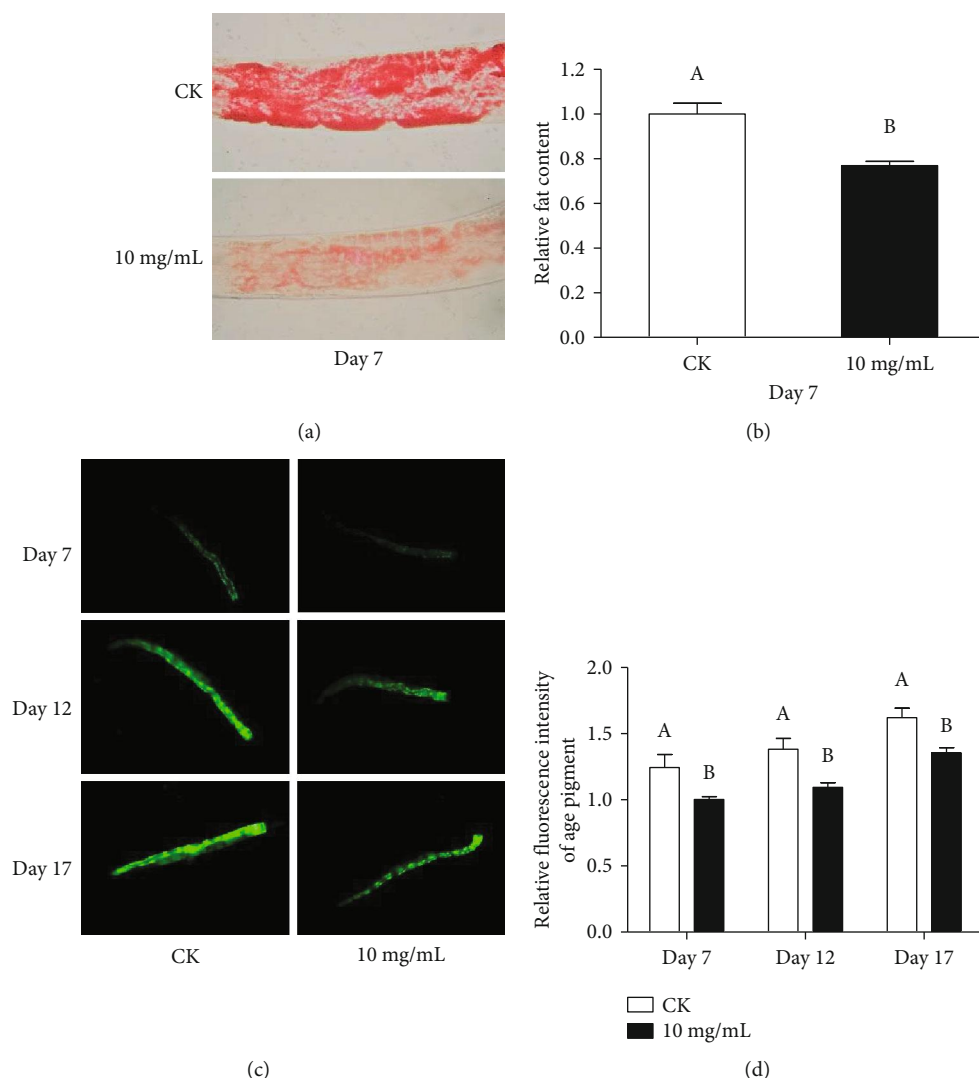 CK
10 mg/mL
Day 7
(a)
Relative fat content
1.2
1.0
0.8
0.6
0.4
0.2
0.0
A
B
CK
10 mg/mL
Day 7
(b)
Day 7
Day 12
Day 17
CK
10 mg/mL
(c)
Relative fluorescence intensity
of age pigment
2.0
1.5
1.0
0.5
0.0
A
B
A
B
A
B
Day 7
Day 12
Day 17
CK
10 mg/mL
(d)